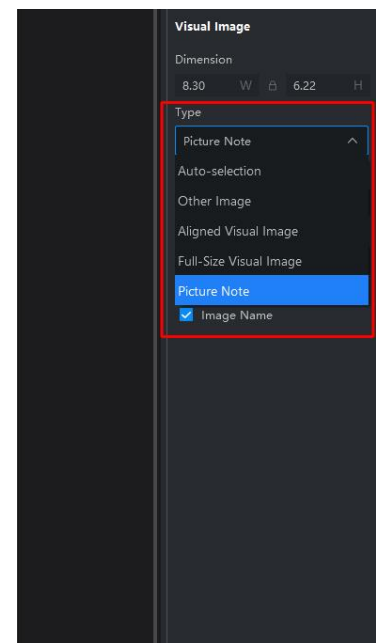 Visual Image
Dimension
8.30 W 6.22 H
Type
Picture Note
Auto-selection
Other Image
Aligned Visual Image
Full-Size Visual Image
Picture Note
Image Name